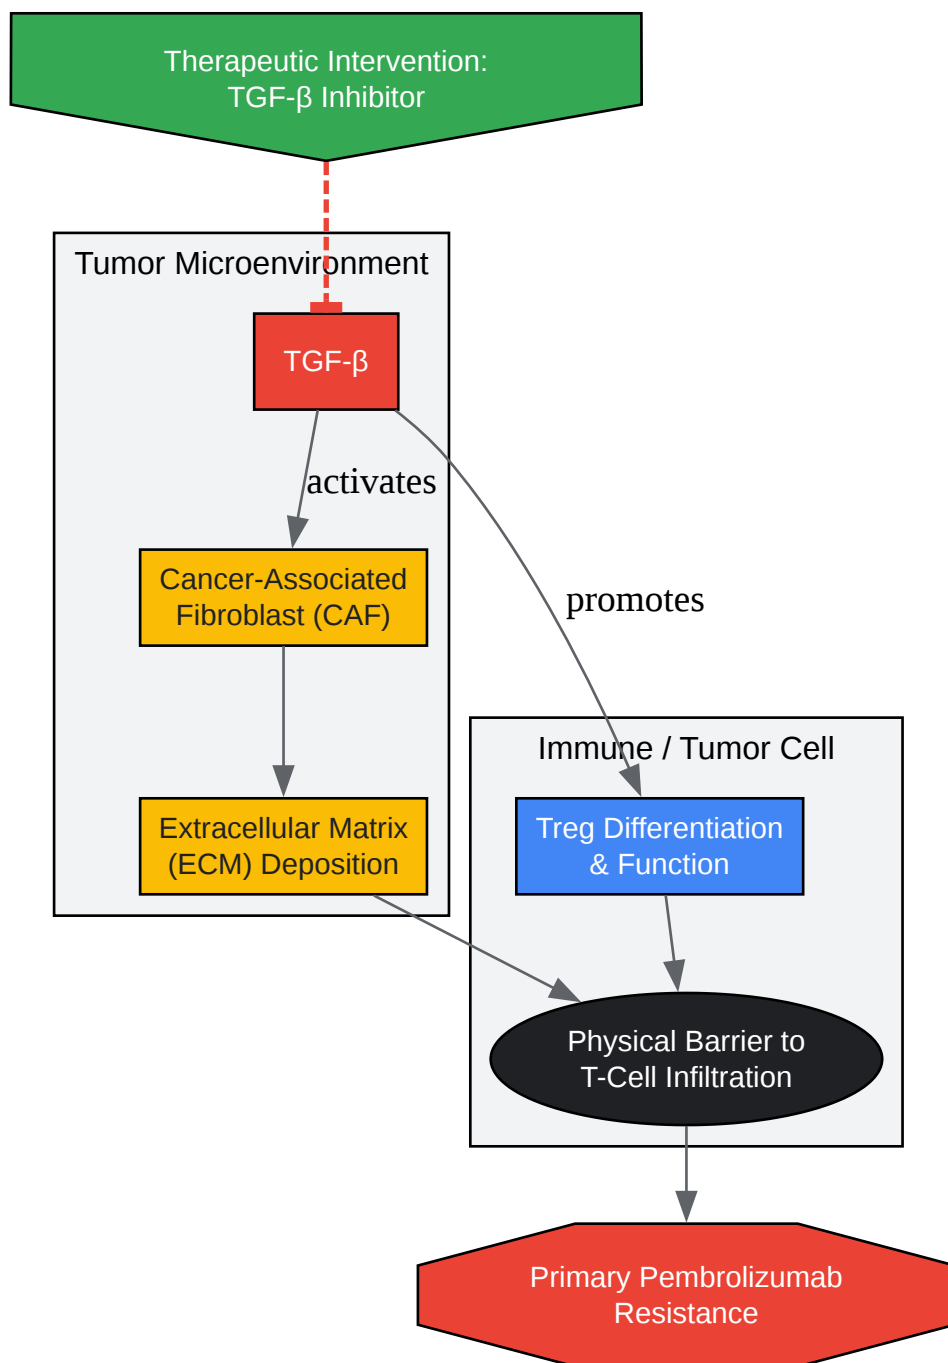 Therapeutic Intervention:
TGF-β Inhibitor
Tumor Microenvironment
TGF-β
activates
Cancer-Associated
Fibroblast (CAF)
promotes
Immune / Tumor Cell
Extracellular Matrix
(ECM) Deposition
Treg Differentiation
& Function
Physical Barrier to
T-Cell Infiltration
Primary Pembrolizumab
Resistance